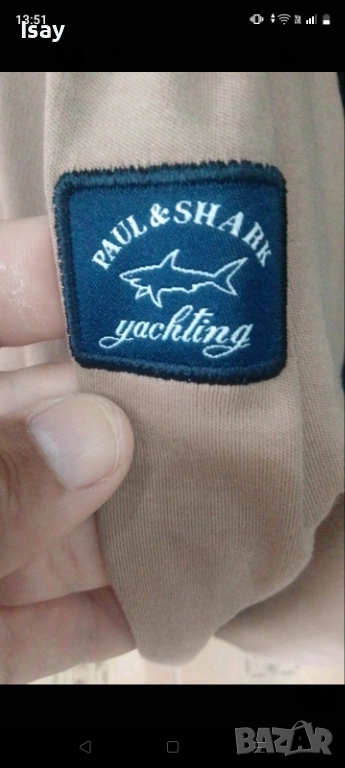 13:51
Isay
PAUL & SHARK
yachting
BAZAR